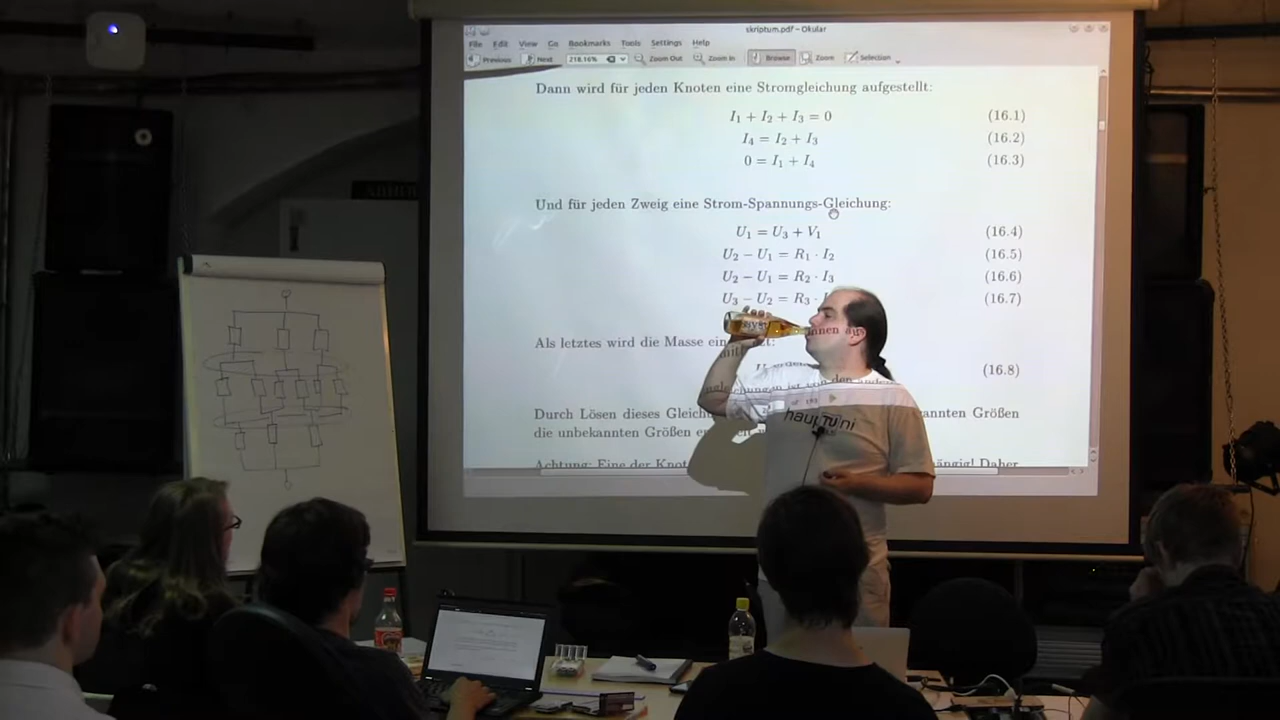 skriptum.pdf – Okular
File Edit View Go Bookmarks Tools Settings Help
Previous Next 218,16% Zoom Out Zoom In Browse Zoom Selection
Dann wird für jeden Knoten eine Stromgleichung aufgestellt:
I₁ + I₂ + I₃ = 0 (16.1)
I₄ = I₂ + I₃ (16.2)
0 = I₁ + I₄ (16.3)
Und für jeden Zweig eine Strom-Spannungs-Gleichung:
U₁ = U₃ + V₁ (16.4)
U₂ − U₁ = R₁ · I₂ (16.5)
U₂ − U₁ = R₂ · I₃ (16.6)
U₃ − U₂ = R₃ · (16.7)
Als letztes wird die Masse
(16.8)
Durch Lösen dieses annten Größen
die unbekannten Größen
Achtung: Eine der Daher
hauptuni